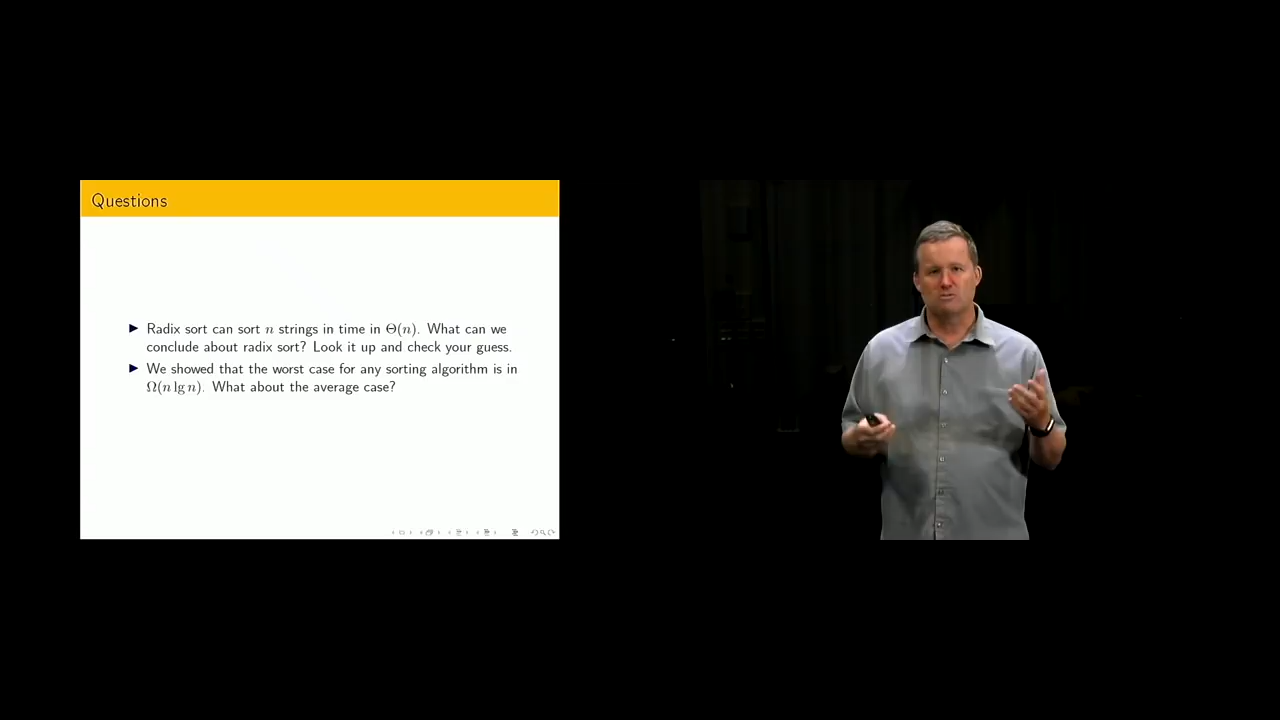 Questions
▶ Radix sort can sort n strings in time in Θ(n). What can we
conclude about radix sort? Look it up and check your guess.
▶ We showed that the worst case for any sorting algorithm is in
Ω(n lg n). What about the average case?